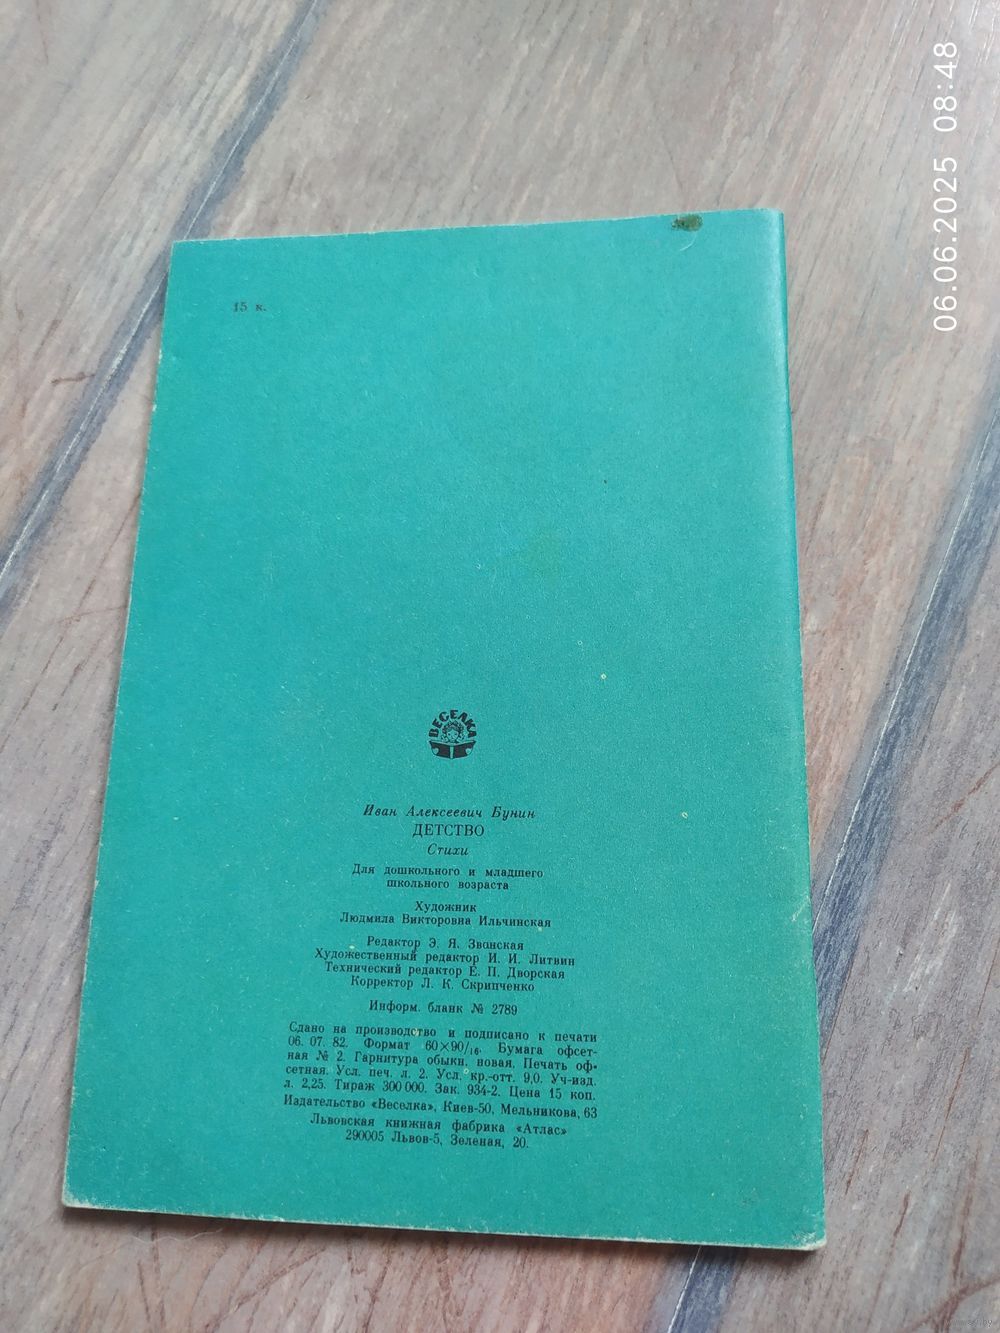 06.06.2025 08:48
15 к.
ВЕСЕЛКА
Иван Алексеевич Бунин
ДЕТСТВО
Стихи
Для дошкольного и младшего
школьного возраста
Художник
Людмила Викторовна Ильчинская
Редактор Э. Я. Званская
Художественный редактор И. И. Литвин
Технический редактор Е. П. Дворская
Корректор Л. К. Скрипченко
Информ. бланк № 2789
Сдано на производство и подписано к печати
06. 07. 82. Формат 60×90/16. Бумага офсет-
ная № 2. Гарнитура обыкн. новая. Печать оф-
сетная. Усл. печ. л. 2. Усл. кр.-отт. 9,0. Уч-изд.
л. 2,25. Тираж 300 000. Зак. 934-2. Цена 15 коп.
Издательство «Веселка», Киев-50, Мельникова, 63
Львовская книжная фабрика «Атлас»
290005 Львов-5, Зеленая, 20.